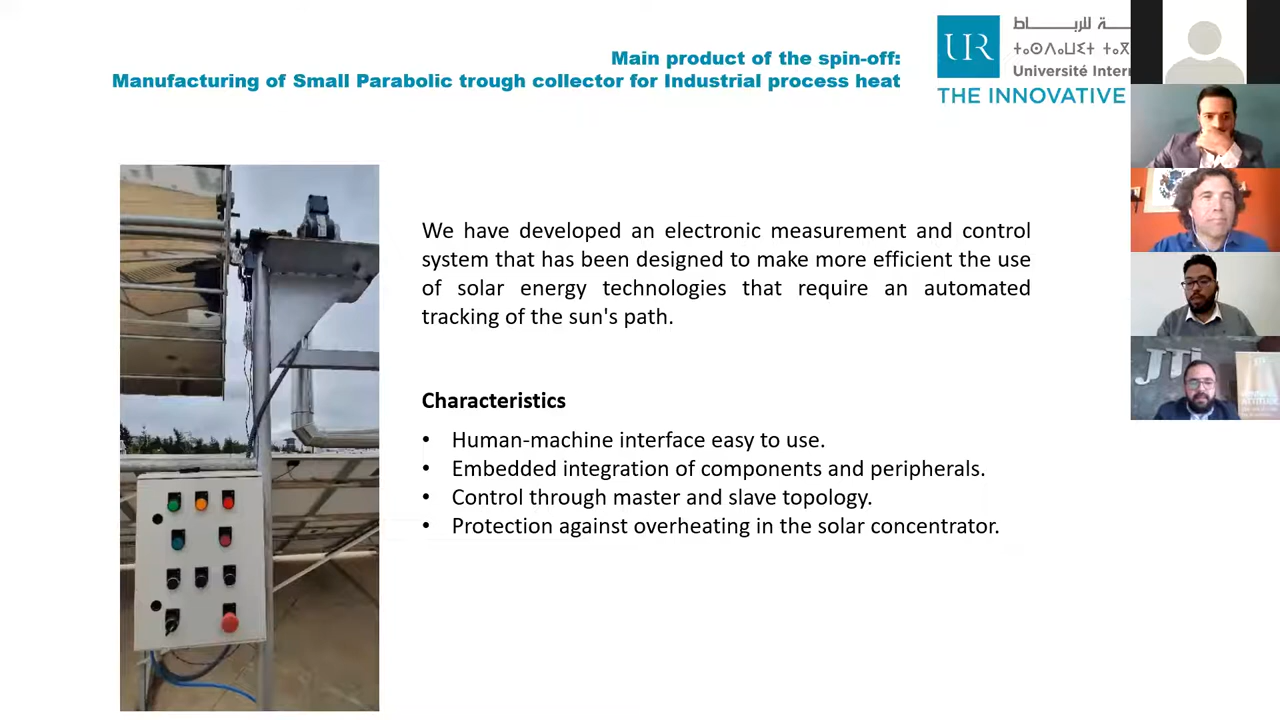 Main product of the spin-off:
Manufacturing of Small Parabolic trough collector for Industrial process heat
UR
ـة للربـــــاط
ⵜⴰⵙⴷⴰⵡⵉⵜ ⵜⴰⴳ
Université Intern
THE INNOVATIVE
We have developed an electronic measurement and control
system that has been designed to make more efficient the use
of solar energy technologies that require an automated
tracking of the sun's path.
Characteristics
• Human-machine interface easy to use.
• Embedded integration of components and peripherals.
• Control through master and slave topology.
• Protection against overheating in the solar concentrator.